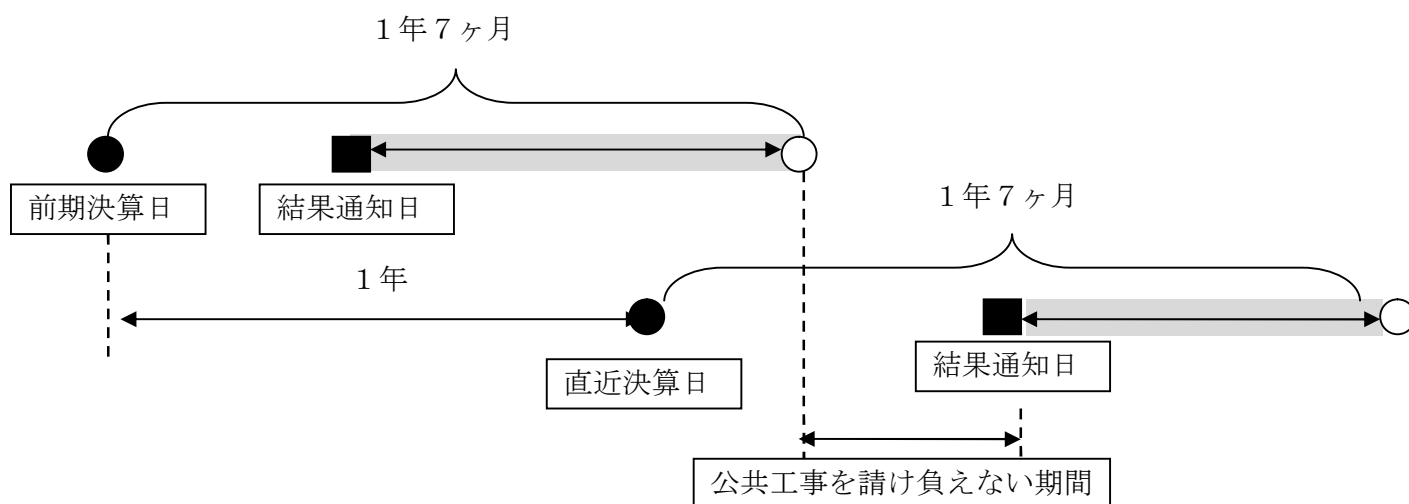 １年７ヶ月
前期決算日
結果通知日
１年７ヶ月
１年
直近決算日
結果通知日
公共工事を請け負えない期間